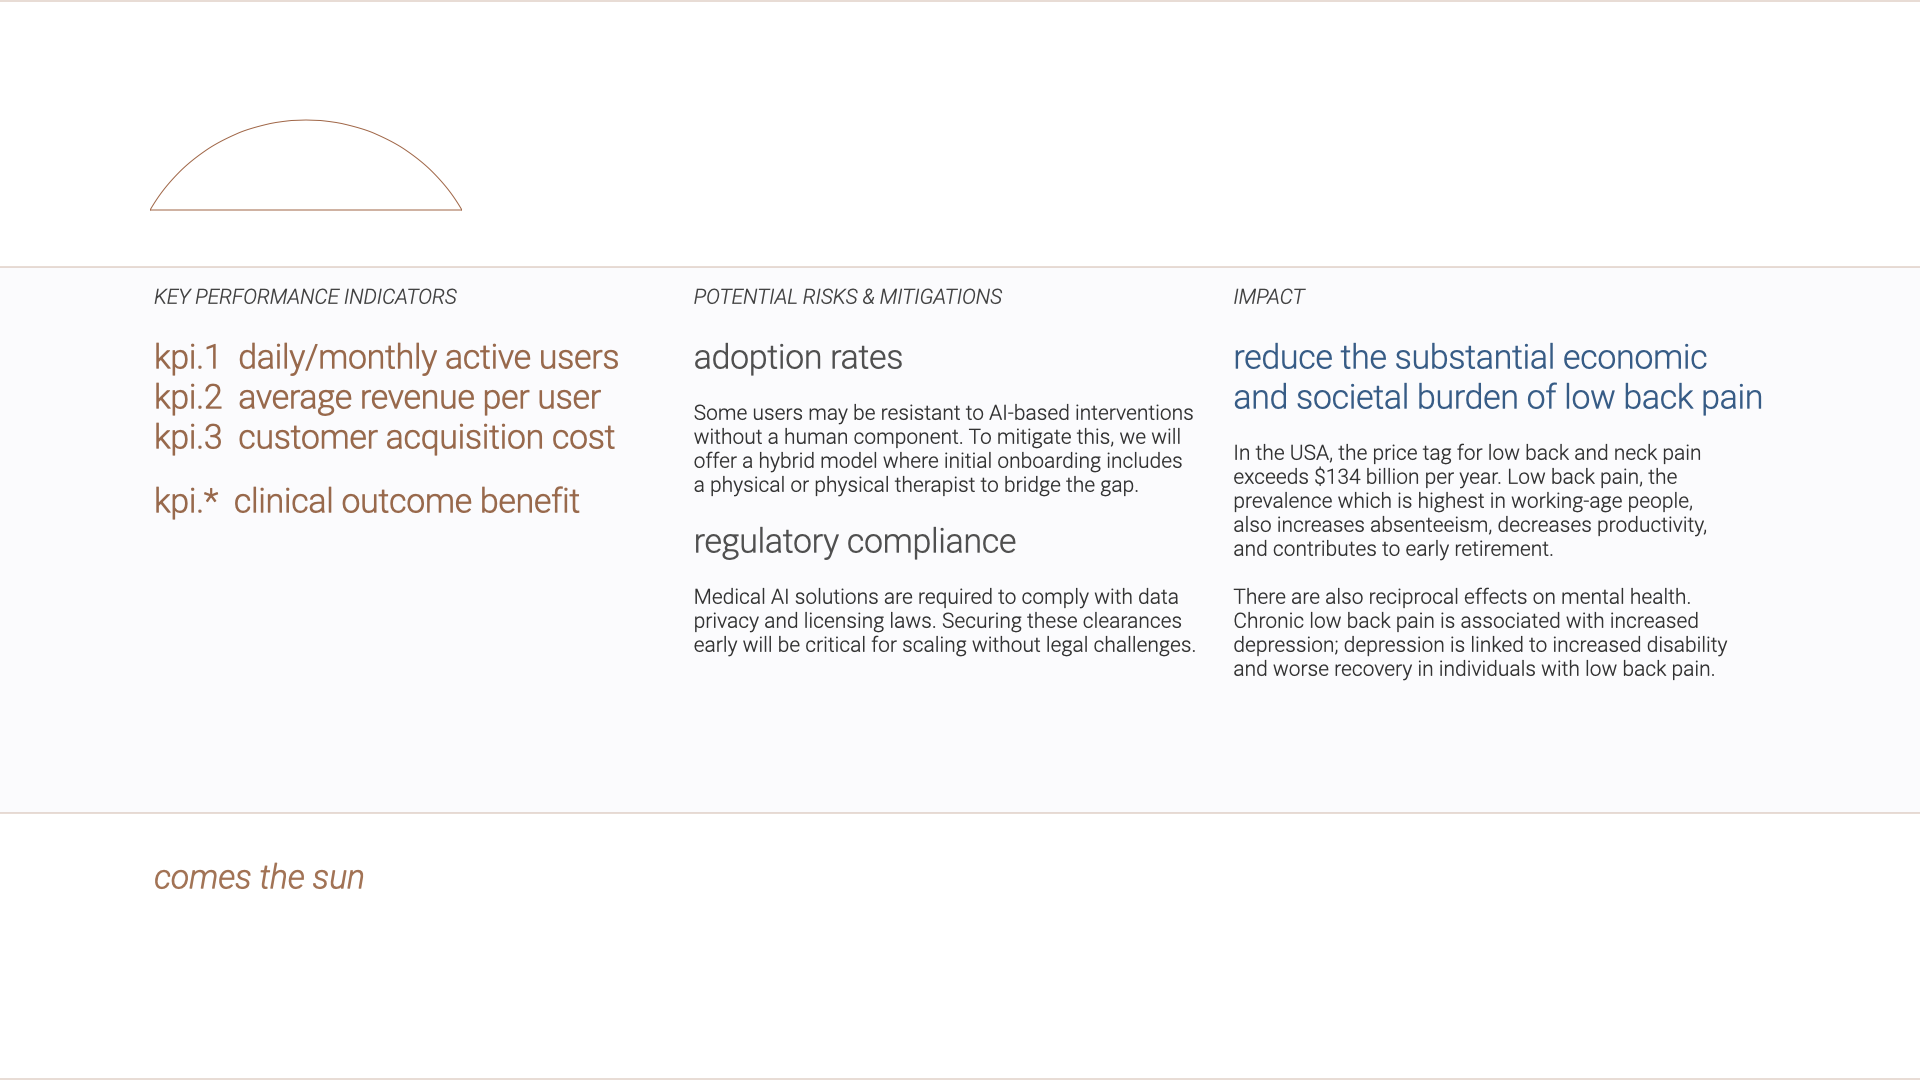 KEY PERFORMANCE INDICATORS
kpi.1 daily/monthly active users
kpi.2 average revenue per user
kpi.3 customer acquisition cost
kpi.* clinical outcome benefit
POTENTIAL RISKS & MITIGATIONS
adoption rates
Some users may be resistant to AI-based interventions
without a human component. To mitigate this, we will
offer a hybrid model where initial onboarding includes
a physical or physical therapist to bridge the gap.
regulatory compliance
Medical AI solutions are required to comply with data
privacy and licensing laws. Securing these clearances
early will be critical for scaling without legal challenges.
IMPACT
reduce the substantial economic
and societal burden of low back pain
In the USA, the price tag for low back and neck pain
exceeds $134 billion per year. Low back pain, the
prevalence which is highest in working-age people,
also increases absenteeism, decreases productivity,
and contributes to early retirement.
There are also reciprocal effects on mental health.
Chronic low back pain is associated with increased
depression; depression is linked to increased disability
and worse recovery in individuals with low back pain.
comes the sun